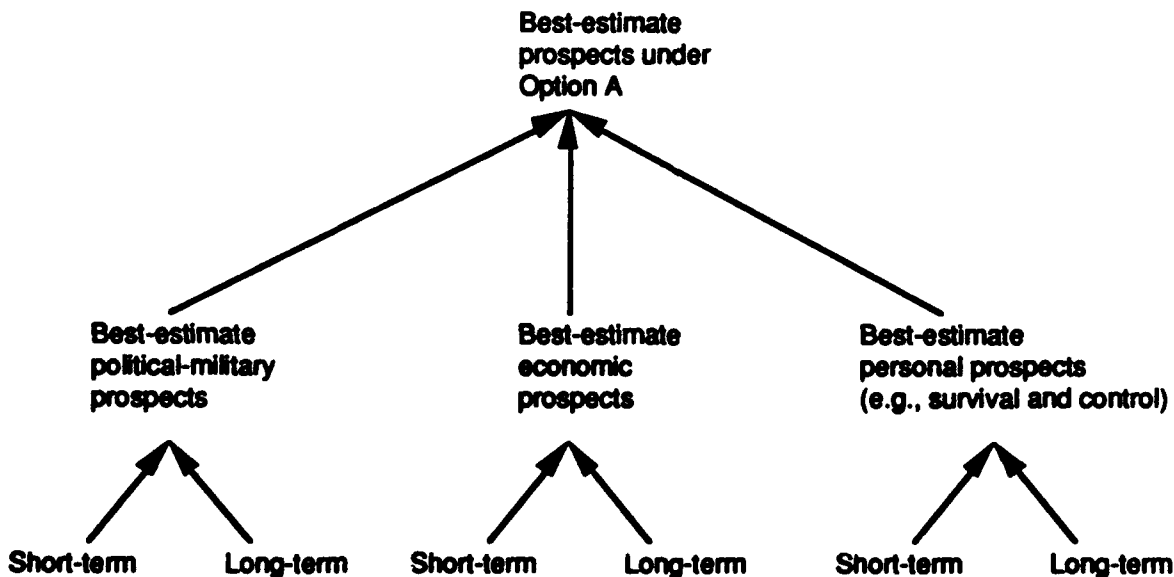 Best-estimate
prospects under
Option A
Best-estimate
political-military
prospects
Best-estimate
economic
prospects
Best-estimate
personal prospects
(e.g., survival and control)
Short-term
Long-term
Short-term
Long-term
Short-term
Long-term